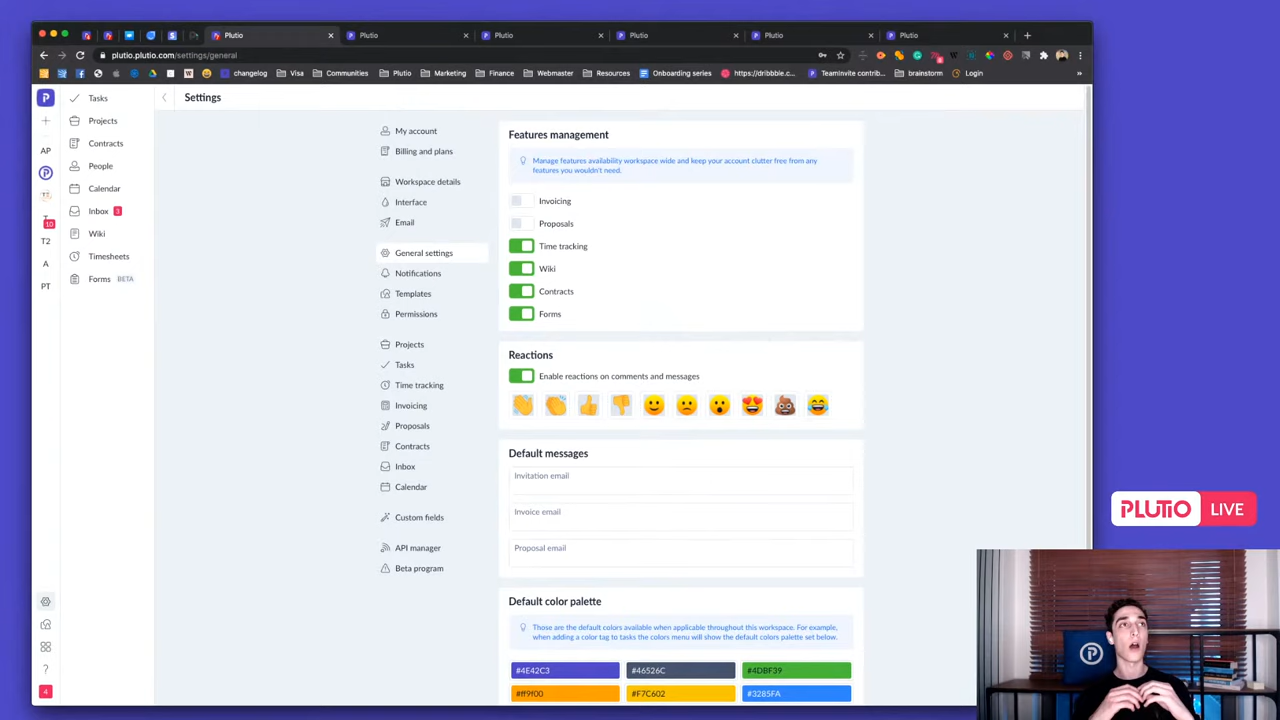 Plutio
Plutio
Plutio
Plutio
Plutio
Plutio
plutio.plutio.com/settings/general
changelog
Visa
Communities
Plutio
Marketing
Finance
Webmaster
Resources
Onboarding series
https://dribbble.c...
TeamInvite contrib...
brainstorm
Login
Tasks
Projects
Contracts
People
Calendar
Inbox 3
Wiki
Timesheets
Forms BETA
AP
10
T2
A
PT
4
Settings
My account
Billing and plans
Workspace details
Interface
Email
General settings
Notifications
Templates
Permissions
Projects
Tasks
Time tracking
Invoicing
Proposals
Contracts
Inbox
Calendar
Custom fields
API manager
Beta program
Features management
Manage features availability workspace wide and keep your account clutter free from any
features you wouldn't need.
Invoicing
Proposals
Time tracking
Wiki
Contracts
Forms
Reactions
Enable reactions on comments and messages
Default messages
Invitation email
Invoice email
Proposal email
Default color palette
Those are the default colors available when applicable throughout this workspace. For example,
when adding a color tag to tasks the colors menu will show the default colors palette set below.
#4E42C3
#46526C
#4DBF39
#ff9f00
#F7C602
#3285FA
PLUTIO LIVE